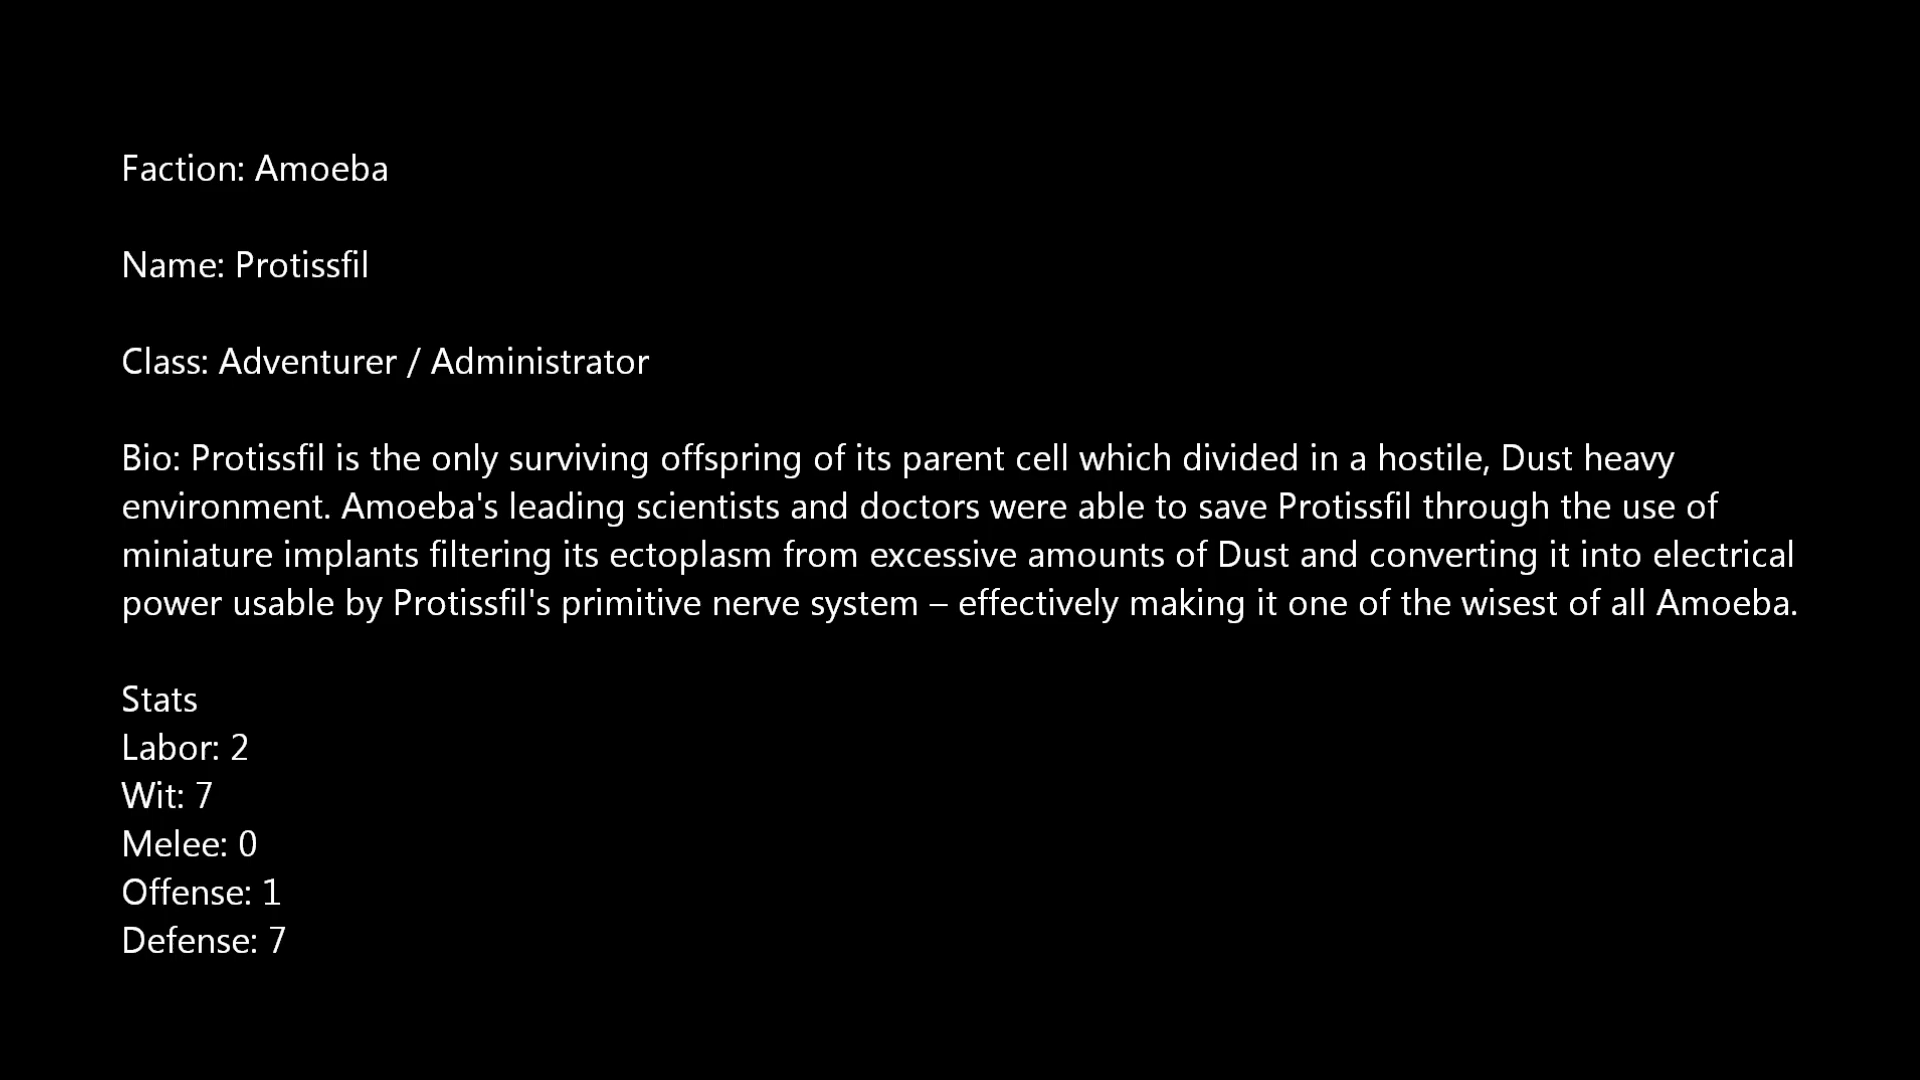 Faction: Amoeba
Name: Protissfil
Class: Adventurer / Administrator
Bio: Protissfil is the only surviving offspring of its parent cell which divided in a hostile, Dust heavy
environment. Amoeba's leading scientists and doctors were able to save Protissfil through the use of
miniature implants filtering its ectoplasm from excessive amounts of Dust and converting it into electrical
power usable by Protissfil's primitive nerve system – effectively making it one of the wisest of all Amoeba.
Stats
Labor: 2
Wit: 7
Melee: 0
Offense: 1
Defense: 7